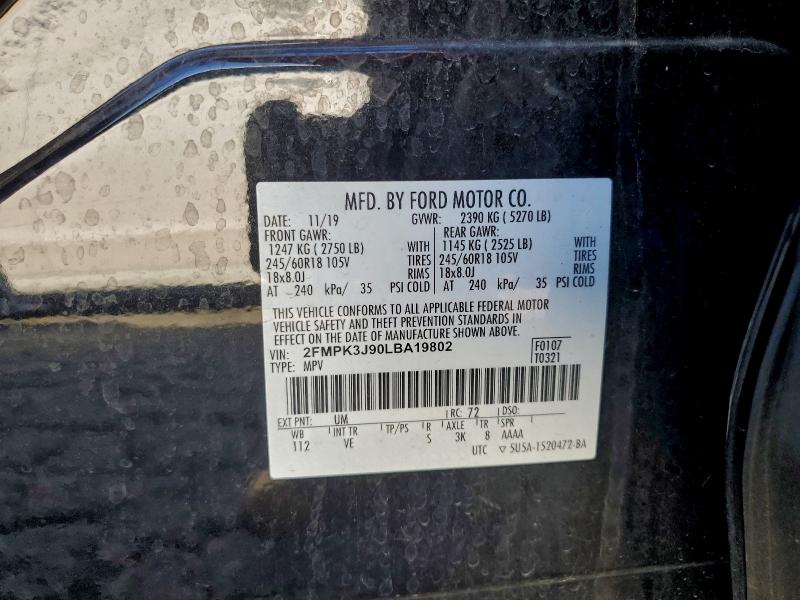 MFD. BY FORD MOTOR CO.
DATE: 11/19 GVWR: 2390 KG ( 5270 LB)
FRONT GAWR: REAR GAWR:
1247 KG ( 2750 LB) WITH 1145 KG ( 2525 LB) WITH
245/60R18 105V TIRES 245/60R18 105V TIRES
18x8.0J RIMS 18x8.0J RIMS
AT 240 kPa/ 35 PSI COLD AT 240 kPa/ 35 PSI COLD
THIS VEHICLE CONFORMS TO ALL APPLICABLE FEDERAL MOTOR
VEHICLE SAFETY AND THEFT PREVENTION STANDARDS IN
EFFECT ON THE DATE OF MANUFACTURE SHOWN ABOVE.
VIN: 2FMPK3J90LBA19802 F0107
TYPE: MPV T0321
EXT PNT: UM RC: 72 DSO:
WB INT TR TP/PS R AXLE TR SPR
112 VE S 3K 8 AAAA
UTC ▽ SU5A-1520472-BA